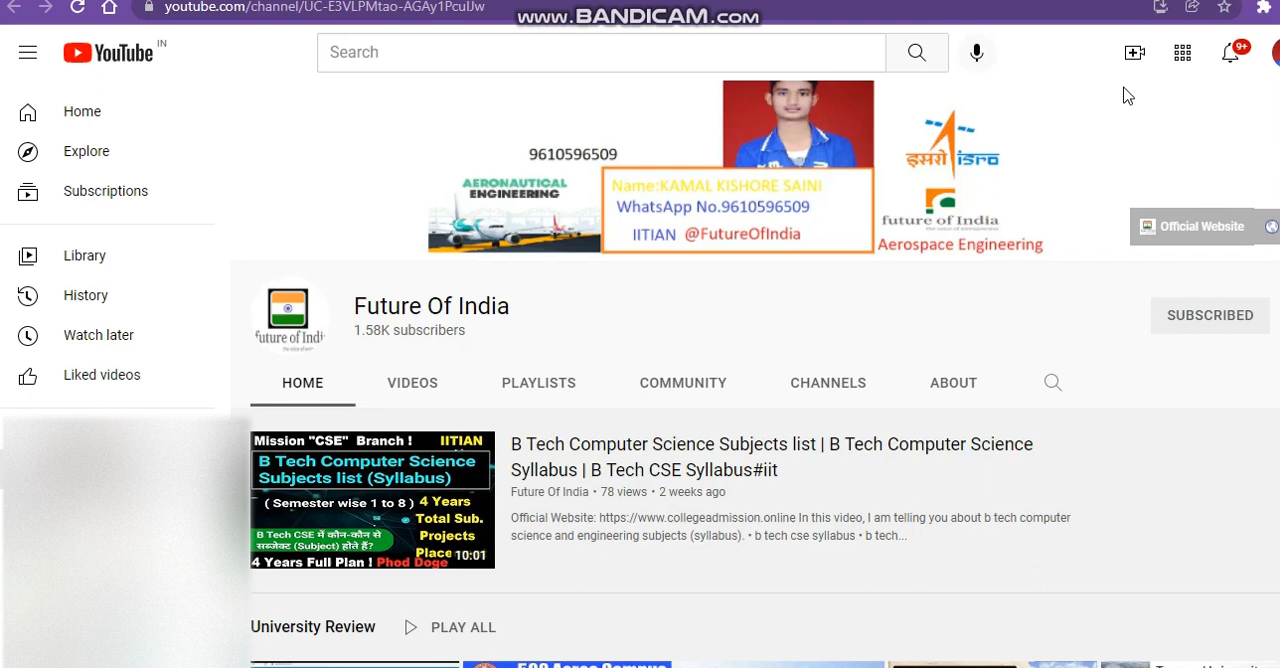 youtube.com/channel/UC-E3VLPMtao-AGAy1PcuIJw
www.BANDICAM.com
YouTube IN
Search
9+
Home
Explore
Subscriptions
Library
History
Watch later
Liked videos
9610596509
AERONAUTICAL
ENGINEERING
Name:KAMAL KISHORE SAINI
WhatsApp No.9610596509
IITIAN @FutureOfIndia
इसरो isro
future of India
Aerospace Engineering
Official Website
Future Of India
1.58K subscribers
SUBSCRIBED
HOME VIDEOS PLAYLISTS COMMUNITY CHANNELS ABOUT
Mission "CSE" Branch ! IITIAN
B Tech Computer Science
Subjects list (Syllabus)
( Semester wise 1 to 8 ) 4 Years
Total Sub.
Projects
B Tech CSE में कौन-कौन से
सब्जेक्ट (Subject) होते हैं?
Place
10:01
4 Years Full Plan ! Phod Doge
B Tech Computer Science Subjects list | B Tech Computer Science
Syllabus | B Tech CSE Syllabus#iit
Future Of India • 78 views • 2 weeks ago
Official Website: https://www.collegeadmission.online In this video, I am telling you about b tech computer
science and engineering subjects (syllabus). • b tech cse syllabus • b tech...
University Review PLAY ALL